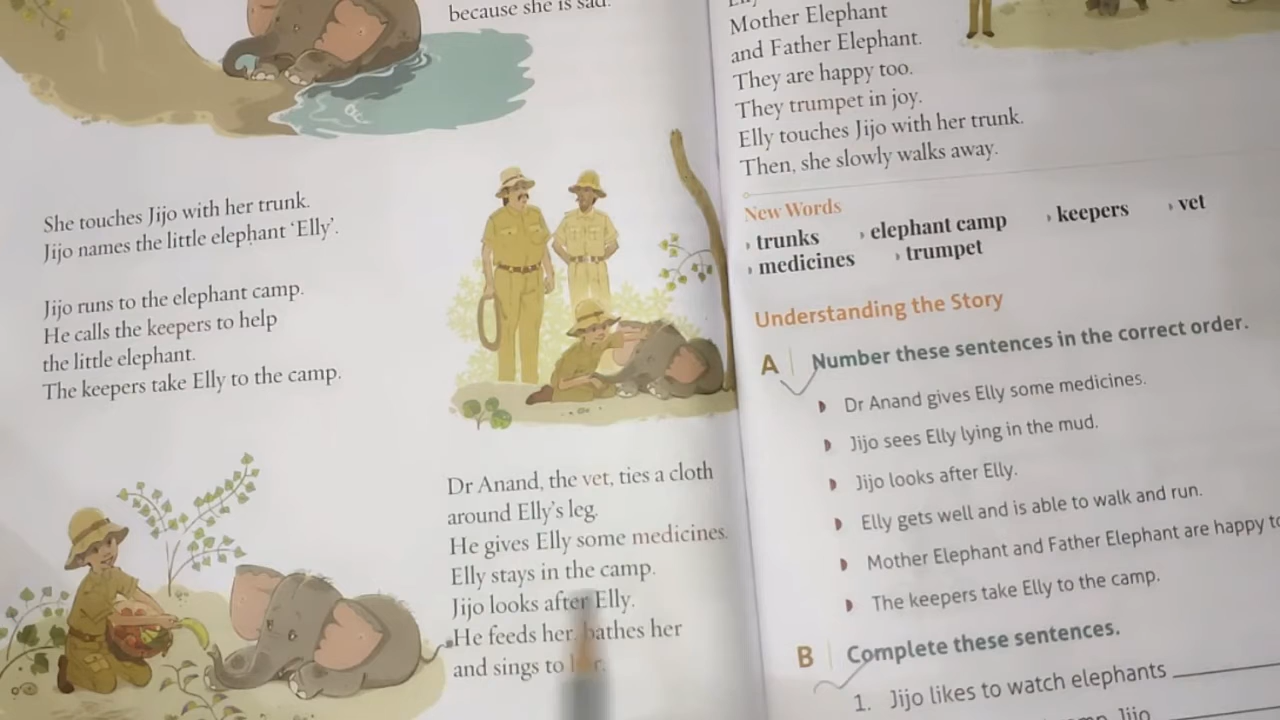 because she is sad.
She touches Jijo with her trunk.
Jijo names the little elephant ‘Elly’.
Jijo runs to the elephant camp.
He calls the keepers to help
the little elephant.
The keepers take Elly to the camp.
Dr Anand, the vet, ties a cloth
around Elly’s leg.
He gives Elly some medicines.
Elly stays in the camp.
Jijo looks after Elly.
He feeds her, bathes her
and sings to
Mother Elephant
and Father Elephant.
They are happy too.
They trumpet in joy.
Elly touches Jijo with her trunk.
Then, she slowly walks away.
New Words
trunks elephant camp keepers vet
medicines trumpet
Understanding the Story
A Number these sentences in the correct order.
Dr Anand gives Elly some medicines.
Jijo sees Elly lying in the mud.
Jijo looks after Elly.
Elly gets well and is able to walk and run.
Mother Elephant and Father Elephant are happy
The keepers take Elly to the camp.
B Complete these sentences.
1. Jijo likes to watch elephants
Jijo